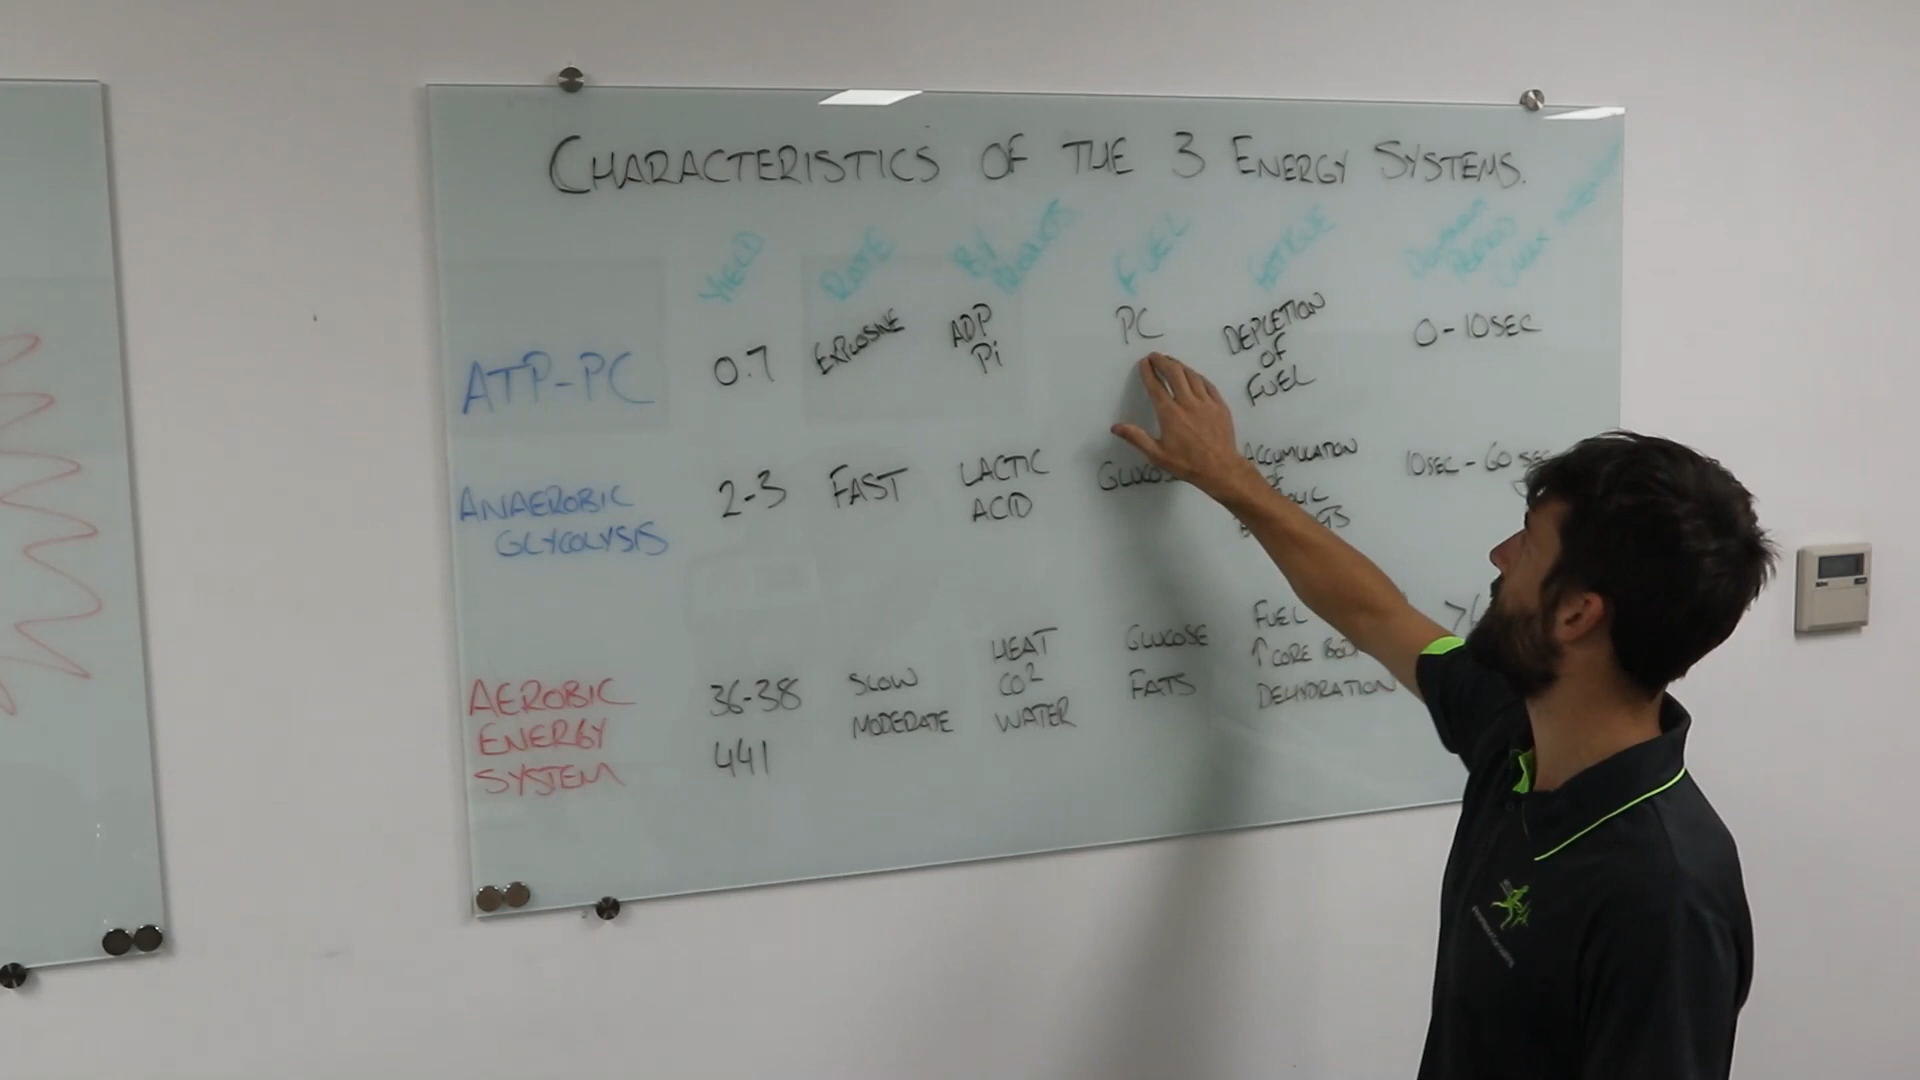 CHARACTERISTICS OF THE 3 ENERGY SYSTEMS.
YIELD RATE BY PRODUCTS FUEL FATIGUE
ATP-PC 0.7 EXPLOSIVE ADP Pi PC DEPLETION OF FUEL 0-10SEC
ANAEROBIC GLYCOLYSIS 2-3 FAST LACTIC ACID ACCUMULATION 10SEC-60SEC
AEROBIC ENERGY SYSTEM 36-38 441 SLOW MODERATE HEAT CO2 WATER GLUCOSE FATS FUEL ↑ CORE DEHYDRATION